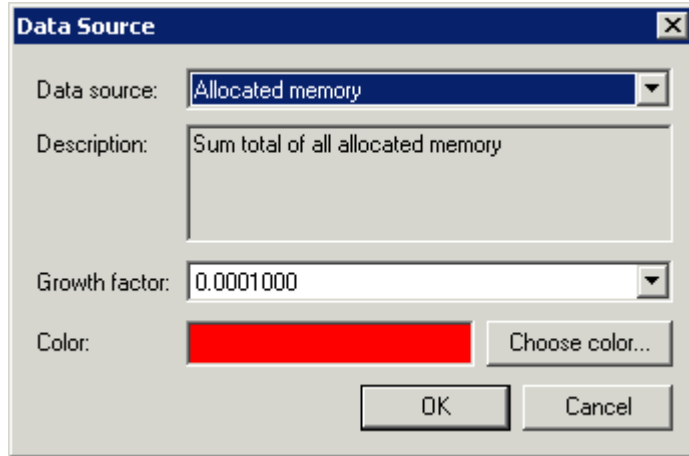 Data Source
Data source: Allocated memory
Description: Sum total of all allocated memory
Growth factor: 0.0001000
Color: Choose color...
OK Cancel